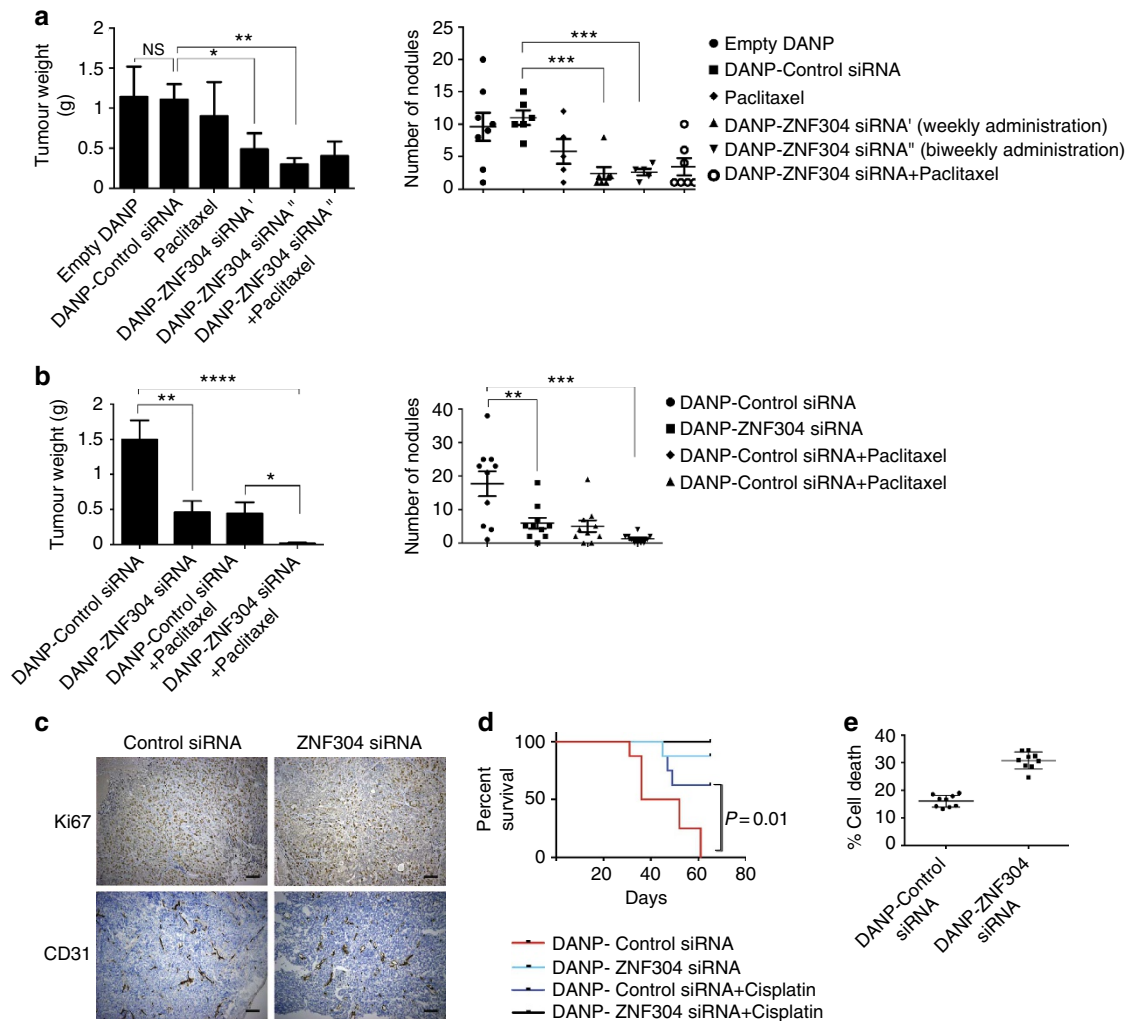 a
Tumour weight
(g)
2
1.5
1
0.5
0
NS
*
**
Empty DANP
DANP-Control siRNA
Paclitaxel
DANP-ZNF304 siRNA'
DANP-ZNF304 siRNA"
DANP-ZNF304 siRNA"
+Paclitaxel
Number of nodules
25
20
15
10
5
0
***
***
Empty DANP
DANP-Control siRNA
Paclitaxel
DANP-ZNF304 siRNA' (weekly administration)
DANP-ZNF304 siRNA" (biweekly administration)
DANP-ZNF304 siRNA+Paclitaxel
b
Tumour weight (g)
2
1.5
1
0.5
0
****
**
*
DANP-Control siRNA
DANP-ZNF304 siRNA
DANP-Control siRNA
+Paclitaxel
DANP-ZNF304 siRNA
+Paclitaxel
Number of nodules
40
30
20
10
0
***
**
DANP-Control siRNA
DANP-ZNF304 siRNA
DANP-Control siRNA+Paclitaxel
DANP-Control siRNA+Paclitaxel
c
Control siRNA
ZNF304 siRNA
Ki67
CD31
d
Percent
survival
100
50
0
20
40
60
80
Days
P=0.01
DANP- Control siRNA
DANP- ZNF304 siRNA
DANP- Control siRNA+Cisplatin
DANP- ZNF304 siRNA+Cisplatin
e
% Cell death
40
30
20
10
0
DANP-Control
siRNA
DANP-ZNF304
siRNA